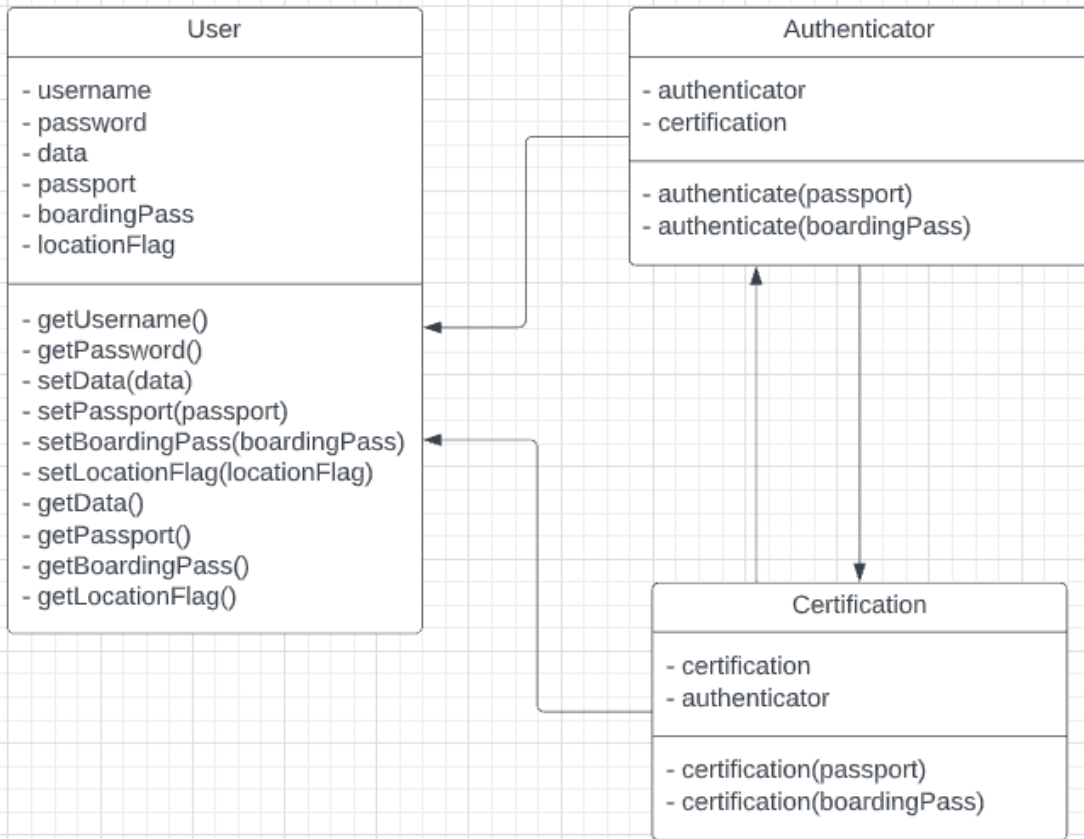 User
- username
- password
- data
- passport
- boardingPass
- locationFlag
- getUsername()
- getPassword()
- setData(data)
- setPassport(passport)
- setBoardingPass(boardingPass)
- setLocationFlag(locationFlag)
- getData()
- getPassport()
- getBoardingPass()
- getLocationFlag()
Authenticator
- authenticator
- certification
- authenticate(passport)
- authenticate(boardingPass)
Certification
- certification
- authenticator
- certification(passport)
- certification(boardingPass)